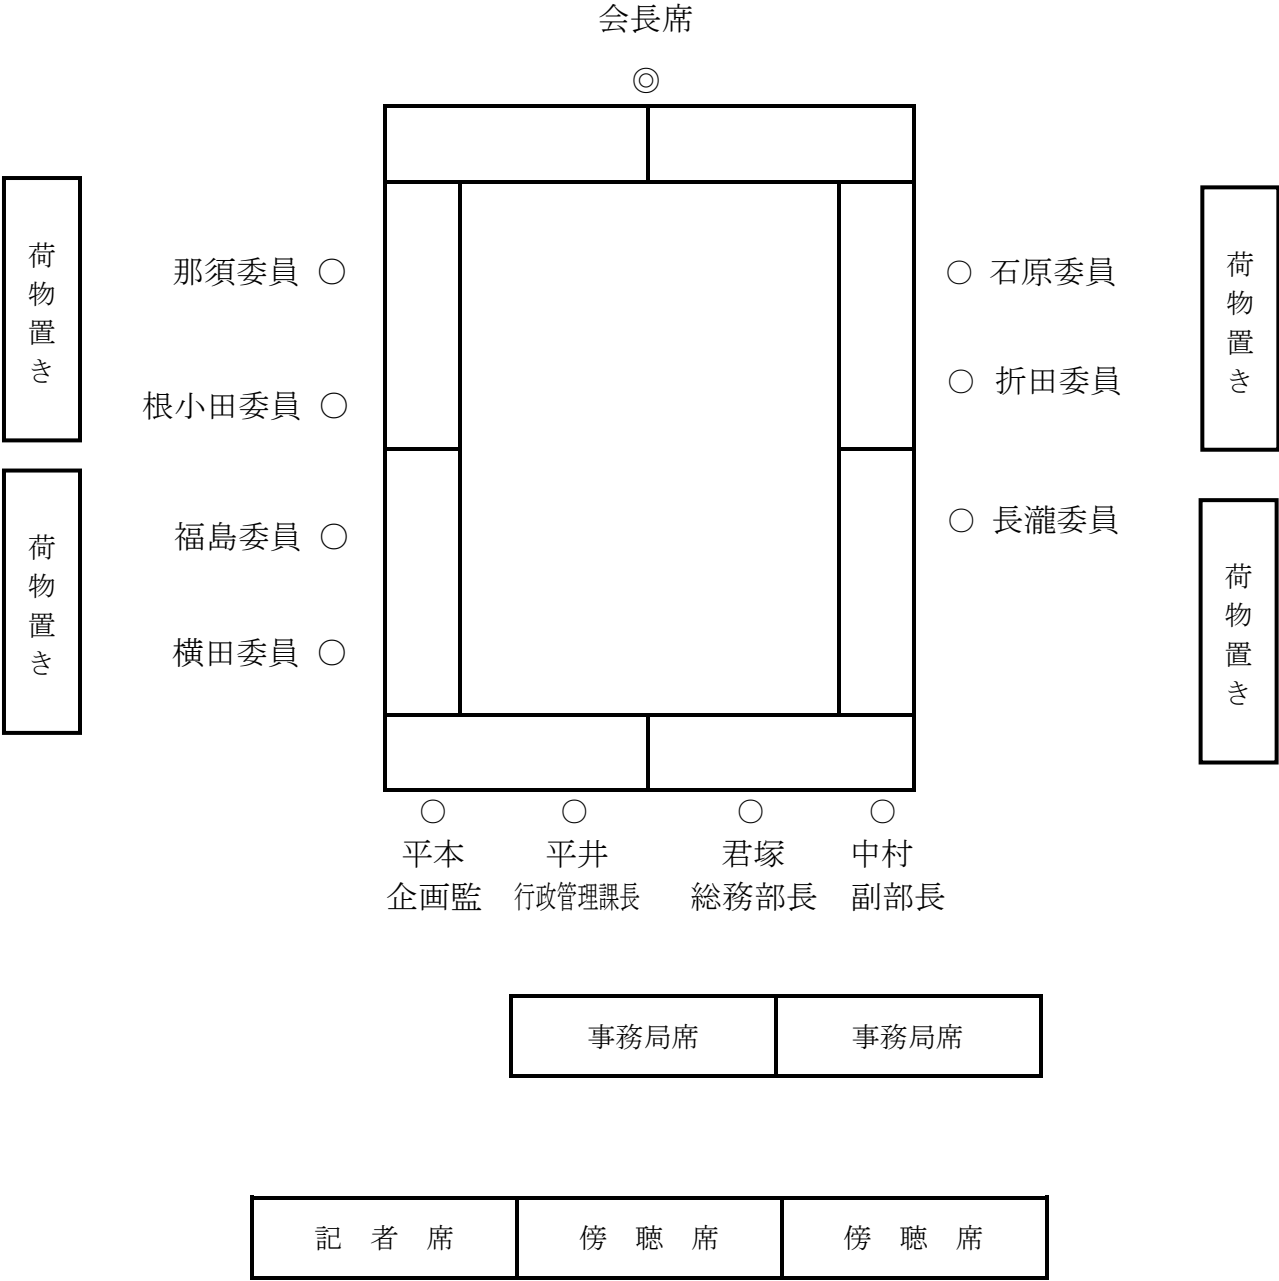 会長席
◎
荷物置き
荷物置き
那須委員 ○
根小田委員 ○
福島委員 ○
横田委員 ○
○ 石原委員
○ 折田委員
○ 長瀧委員
荷物置き
荷物置き
○ ○ ○ ○
平本 平井 君塚 中村
企画監 行政管理課長 総務部長 副部長
事務局席 事務局席
記 者 席 傍 聴 席 傍 聴 席